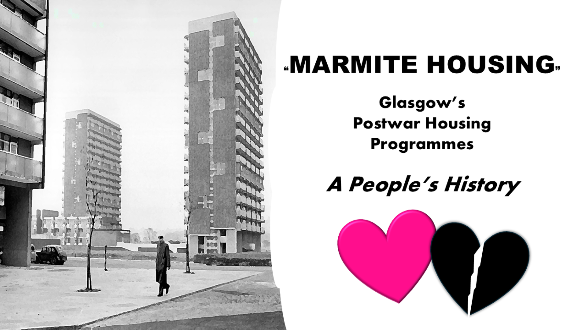 "MARMITE HOUSING"
Glasgow's
Postwar Housing
Programmes
A People's History